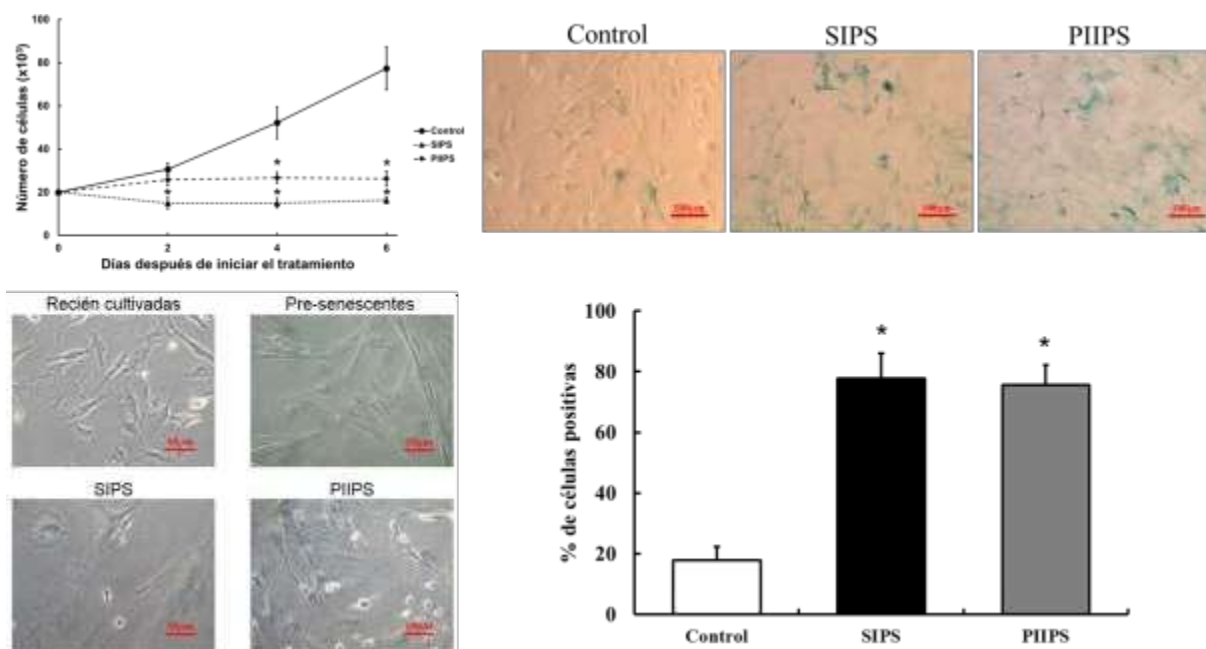 100
80
60
40
20
0
Número de células (x10³)
* *
* *
*
0 2 4 6
Días después de iniciar el tratamiento
Control
SIPS
PIIPS
Control SIPS PIIPS
Recién cultivadas Pre-senescentes
SIPS PIIPS
100
80
60
40
20
0
% de células positivas
* *
Control SIPS PIIPS